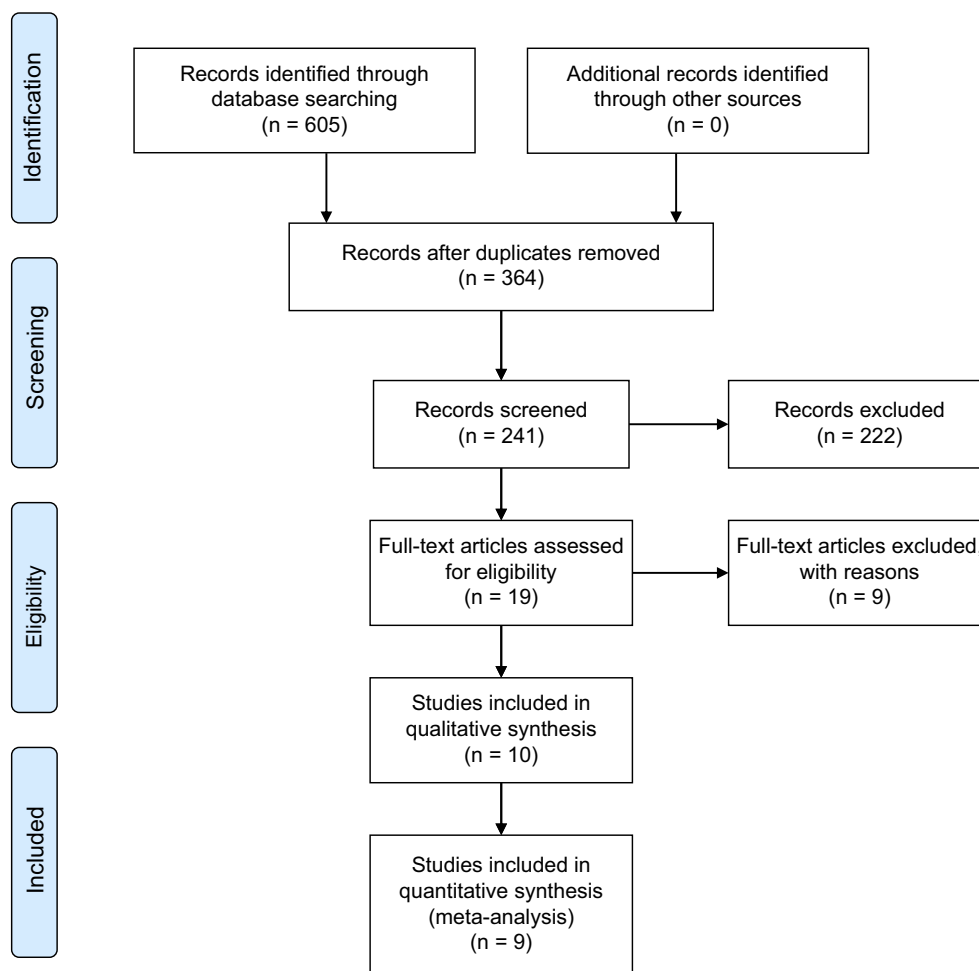 Identification
Records identified through
database searching
(n = 605)
Additional records identified
through other sources
(n = 0)
Records after duplicates removed
(n = 364)
Screening
Records screened
(n = 241)
Records excluded
(n = 222)
Eligibility
Full-text articles assessed
for eligibility
(n = 19)
Full-text articles excluded,
with reasons
(n = 9)
Studies included in
qualitative synthesis
(n = 10)
Included
Studies included in
quantitative synthesis
(meta-analysis)
(n = 9)